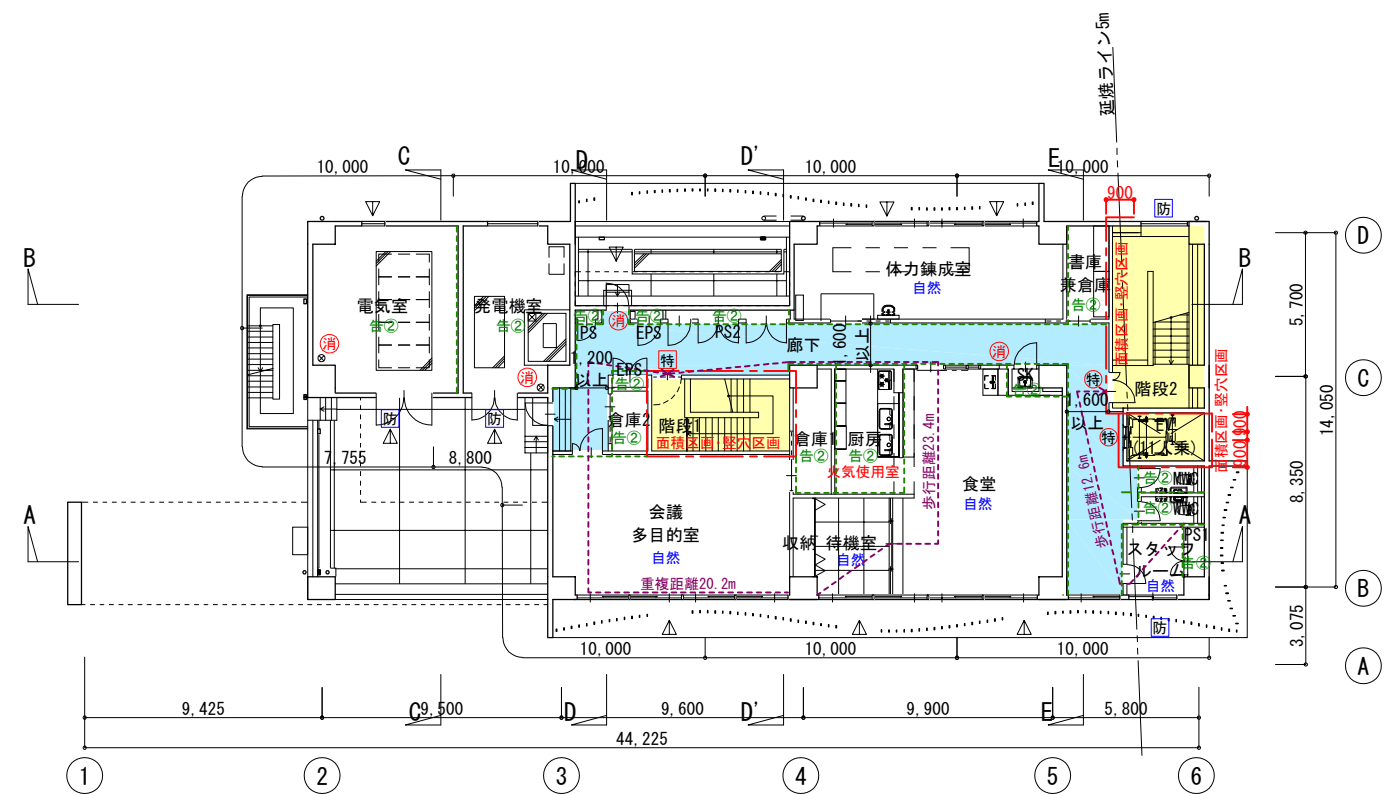 延焼ライン5m
C
D
D'
E
10,000
10,000
10,000
10,000
900
防
D
B
B
電気室
告②
発電機室
告②
体力錬成室
自然
書庫
兼倉庫
告②
面積区画・竪穴区画
5,700
消
消
告②
告②
告②
PS
消
EPS
PS2
廊下
1,600
以上
消
1,200
以上
EPS
告②
特
SK
特
階段2
C
14,050
防
防
倉庫2
告②
階段1
面積区画・竪穴区画
倉庫1
告②
厨房
告②
火気使用室
歩行距離23.4m
以上
特
EV
(11人乗)
面積区画・竪穴区画
900
900
7,755
8,800
8,350
食堂
自然
歩行距離12.6m
告②
告②
A
A
会議
多目的室
自然
収納
待機室
自然
スタッフ
ルーム
自然
PS1
告②
重複距離20.2m
B
防
3,075
10,000
10,000
10,000
A
9,425
C
9,500
D
9,600
D'
9,900
E
5,800
44,225
1
2
3
4
5
6